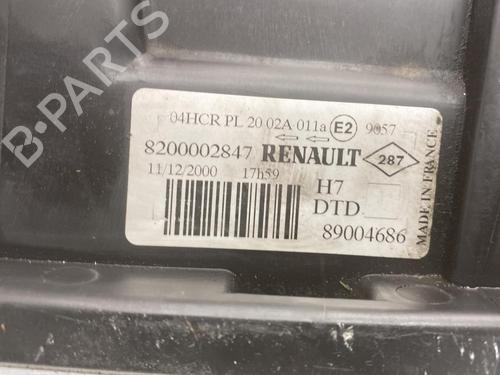 04HCR PL 20 02A 011a E2 9057
8200002847 RENAULT 287
11/12/2000 17h59
H7
DTD
89004686
MADE IN FRANCE
B-PARTS